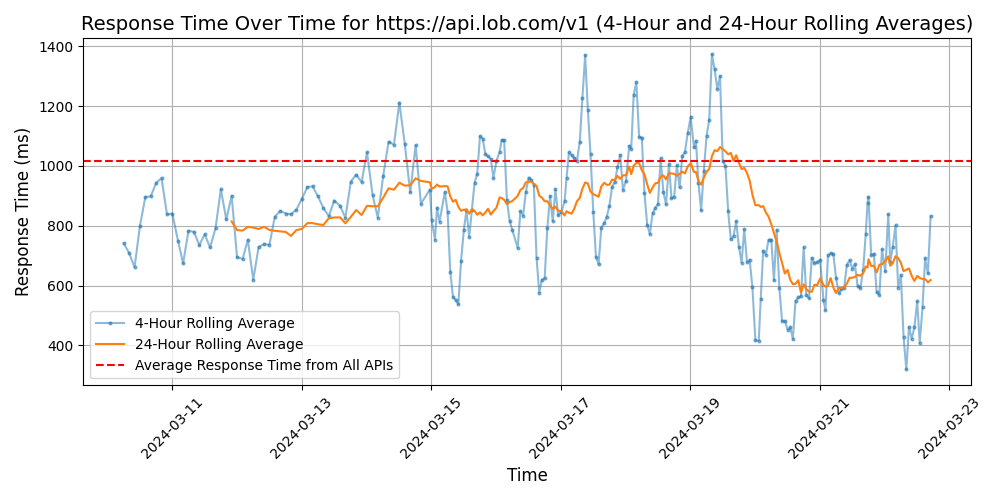 Response Time Over Time for https://api.lob.com/v1 (4-Hour and 24-Hour Rolling Averages)
Response Time (ms)
1400
1200
1000
800
600
400
4-Hour Rolling Average
24-Hour Rolling Average
Average Response Time from All APIs
2024-03-11
2024-03-13
2024-03-15
2024-03-17
2024-03-19
2024-03-21
2024-03-23
Time